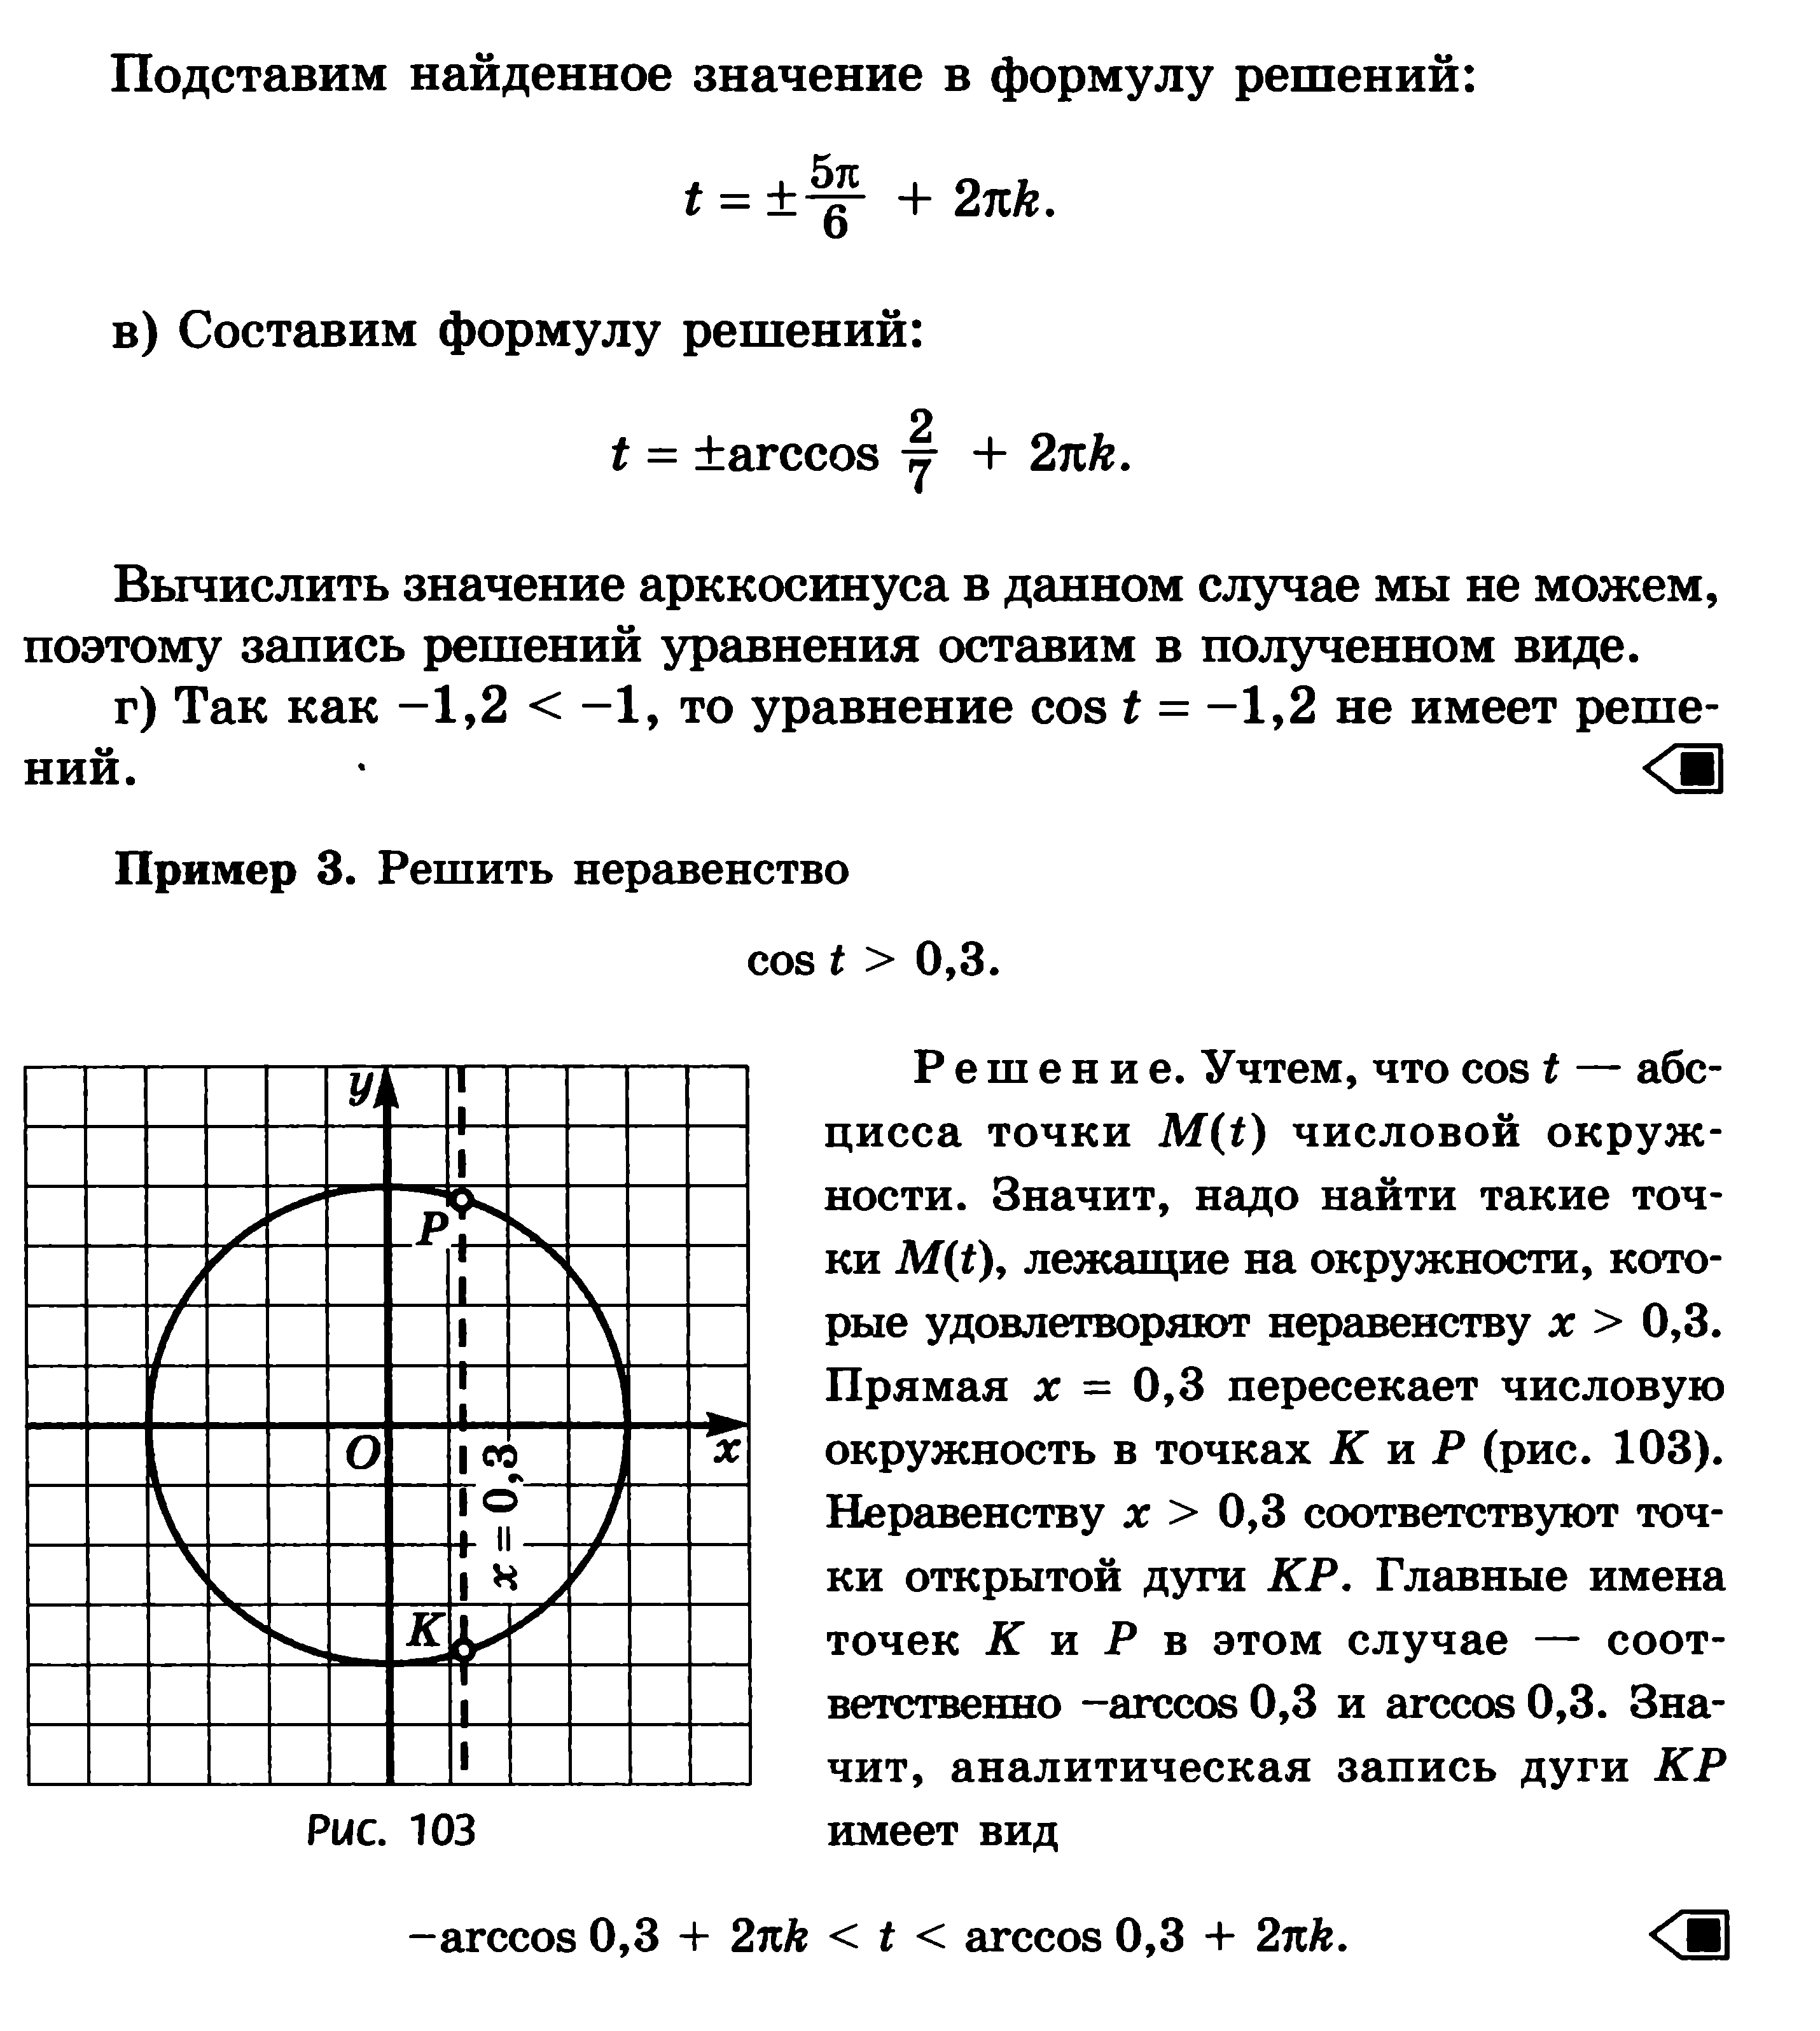 Подставим найденное значение в формулу решений:
t = ±5π/6 + 2πk.
в) Составим формулу решений:
t = ±arccos 2/7 + 2πk.
Вычислить значение арккосинуса в данном случае мы не можем,
поэтому запись решений уравнения оставим в полученном виде.
г) Так как −1,2 < −1, то уравнение cos t = −1,2 не имеет реше-
ний.
Пример 3. Решить неравенство
cos t > 0,3.
y
P
O
x
x = 0,3
K
Рис. 103
Решение. Учтем, что cos t — абс-
цисса точки M(t) числовой окруж-
ности. Значит, надо найти такие точ-
ки M(t), лежащие на окружности, кото-
рые удовлетворяют неравенству x > 0,3.
Прямая x = 0,3 пересекает числовую
окружность в точках K и P (рис. 103).
Неравенству x > 0,3 соответствуют точ-
ки открытой дуги KP. Главные имена
точек K и P в этом случае — соот-
ветственно −arccos 0,3 и arccos 0,3. Зна-
чит, аналитическая запись дуги KP
имеет вид
−arccos 0,3 + 2πk < t < arccos 0,3 + 2πk.